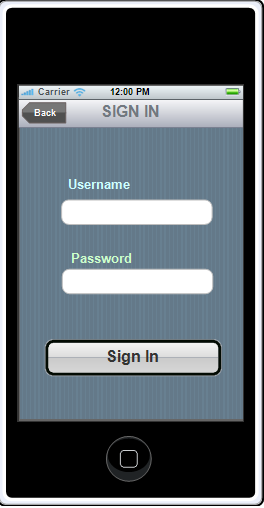 Carrier 12:00 PM
Back SIGN IN
Username
Password
Sign In